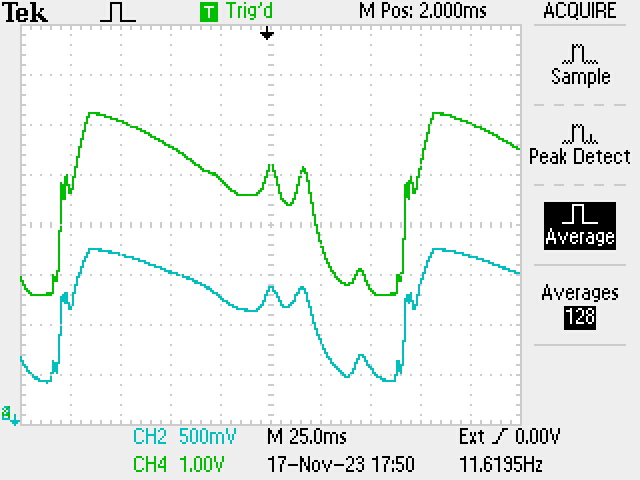 Tek T Trig'd M Pos: 2.000ms ACQUIRE
Sample
Peak Detect
Average
Averages
128
CH2 500mV M 25.0ms Ext 0.00V
CH4 1.00V 17-Nov-23 17:50 11.6195Hz